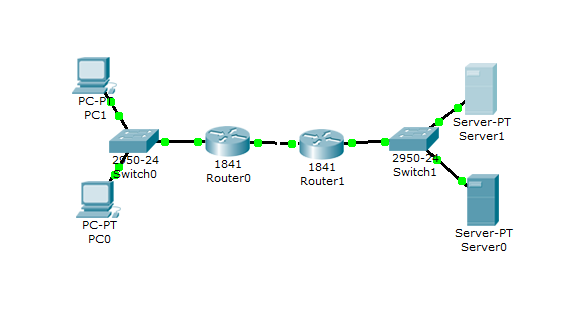 PC-PT
PC1
2950-24
Switch0
1841
Router0
1841
Router1
2950-24
Switch1
Server-PT
Server1
PC-PT
PC0
Server-PT
Server0